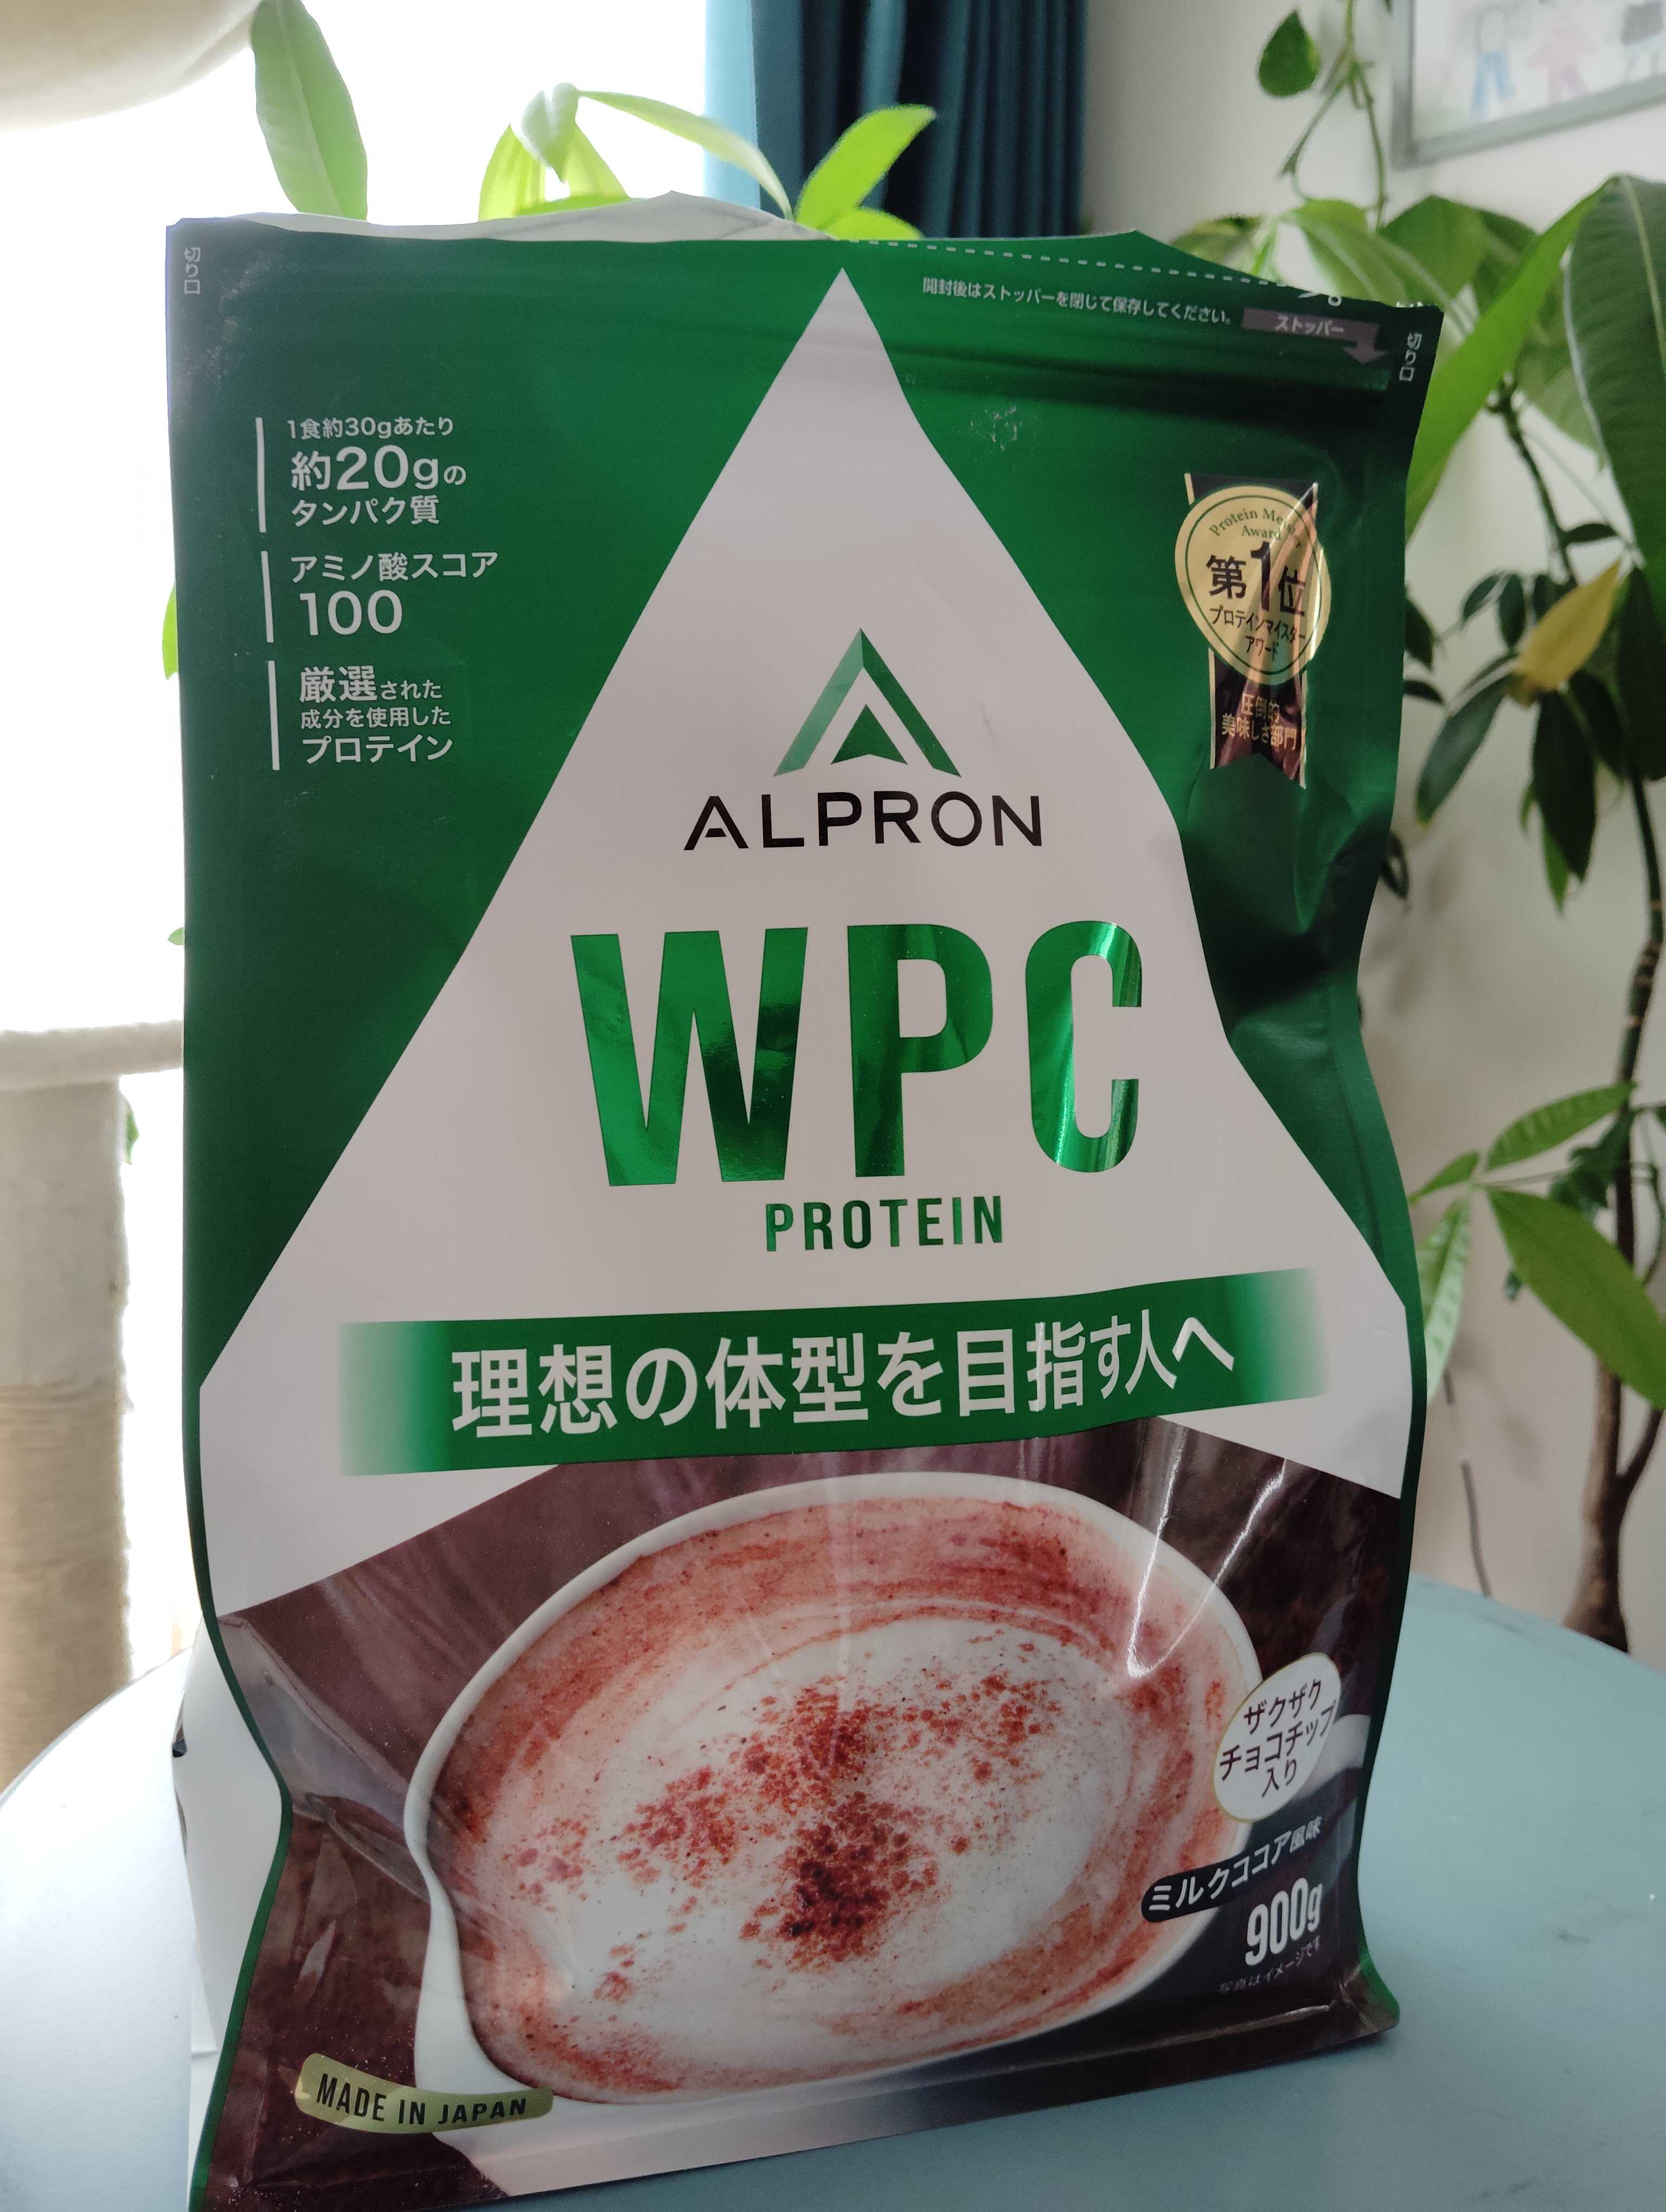 切り口
開封後はストッパーを閉じて保存してください。
ストッパー
切り口
1食約30gあたり
約20gの
タンパク質
アミノ酸スコア
100
厳選された
成分を使用した
プロテイン
Protein Me
Award
第1位
プロテインマイスター
アワード
圧倒的
美味しさ部門
ALPRON
WPC
PROTEIN
理想の体型を目指す人へ
ザクザク
チョコチップ
入り
ミルクココア風味
900g
写真はイメージです
MADE IN JAPAN